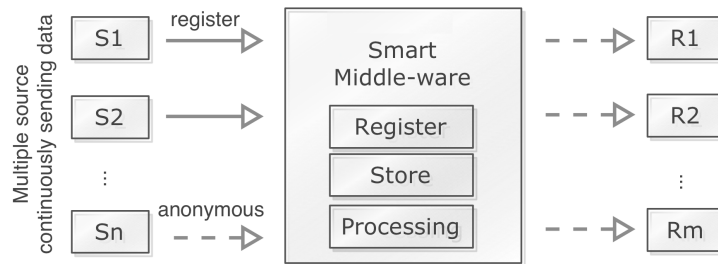 Multiple source
continuously sending data
S1
register
S2
⋮
Sn
anonymous
Smart
Middle-ware
Register
Store
Processing
R1
R2
⋮
Rm